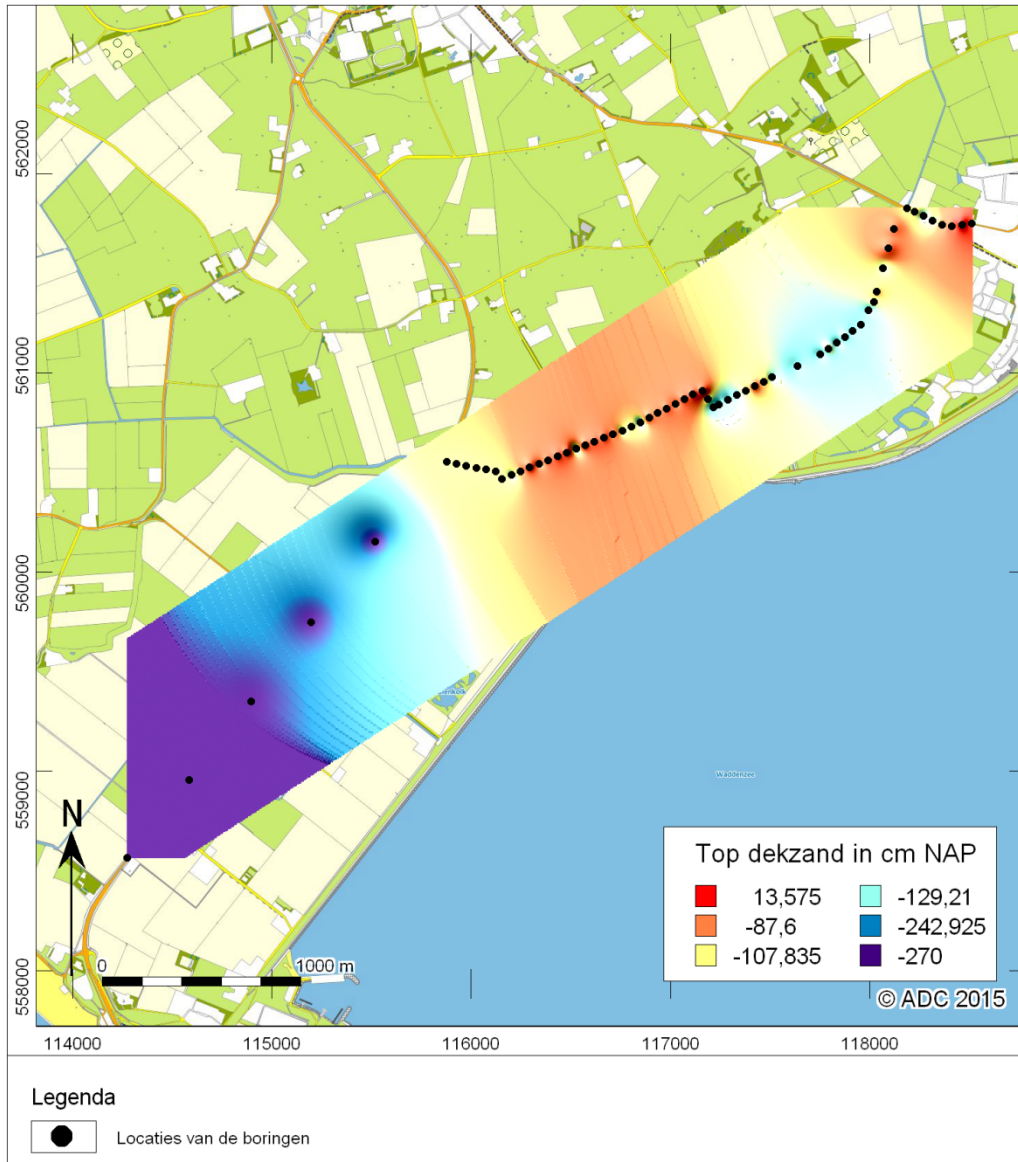 562000
561000
560000
559000
558000
Waddenzee
N
0 1000 m
Top dekzand in cm NAP
13,575
-87,6
-107,835
-129,21
-242,925
-270
© ADC 2015
114000 115000 116000 117000 118000
Legenda
Locaties van de boringen